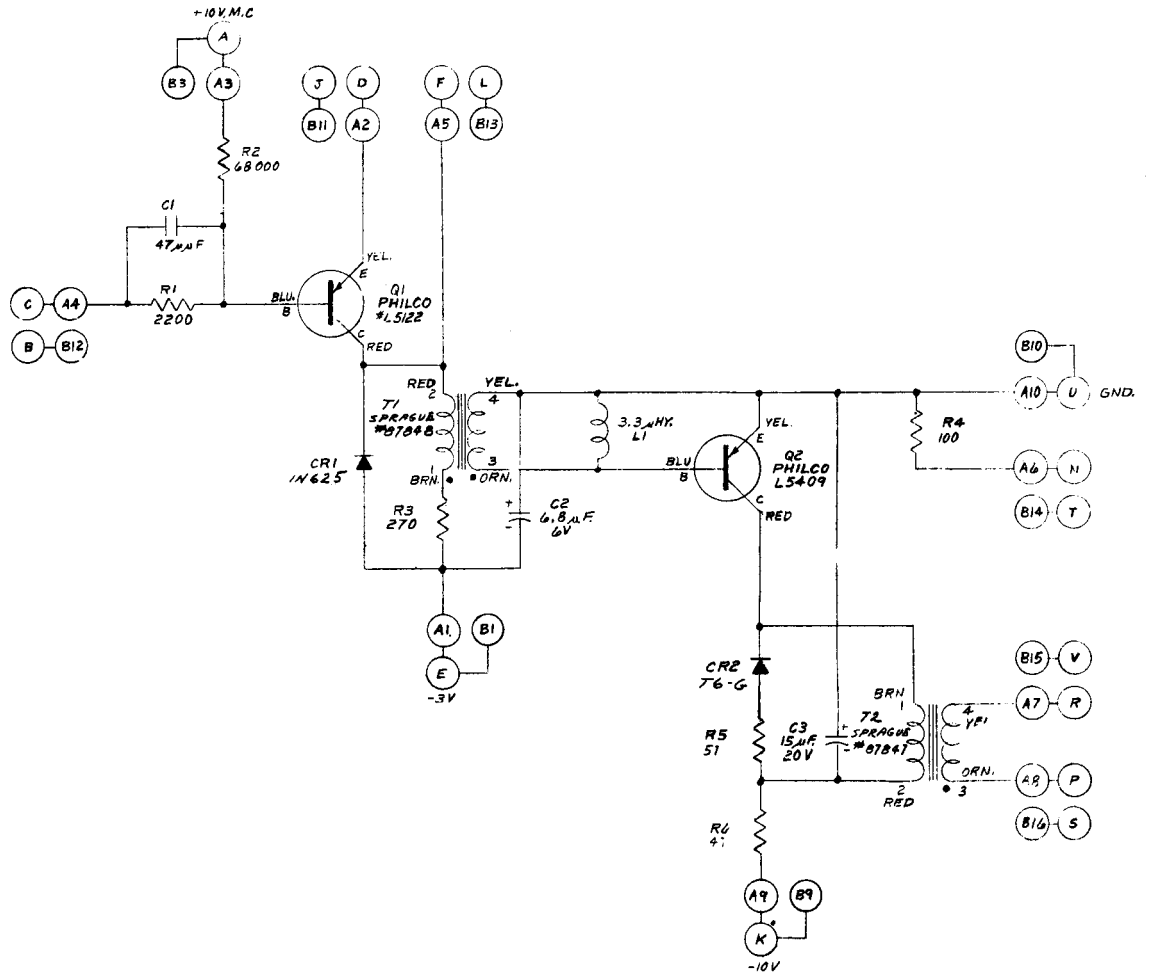 +10V.M.C
A
B3 A3
J D F L
B11 A2 A5 B13
R2
68000
C1
47μμF
YEL.
E
C A4
R1
2200
BLU.
B
Q1
PHILCO
#L5122
B B12
C
RED
B10
RED
2
YEL.
4
A10 U GND.
T1
SPRAGUE
#87848
3.3μHY.
L1
YEL.
E
R4
100
CR1
1N625
1
BRN.
3
ORN.
BLU
B
Q2
PHILCO
L5409
A6 N
R3
270
+
-
C2
6.8μF.
6V
C
RED
B14 T
A1. B1
E
-3V
CR2
T6-G
B15 V
BRN
1
4
A7 R
R5
51
C3
15μF.
20V
+
-
T2
SPRAGUE
#87847
ORN.
A8 P
2
RED
3
R6
B16 S
A9 B9
K
-10V